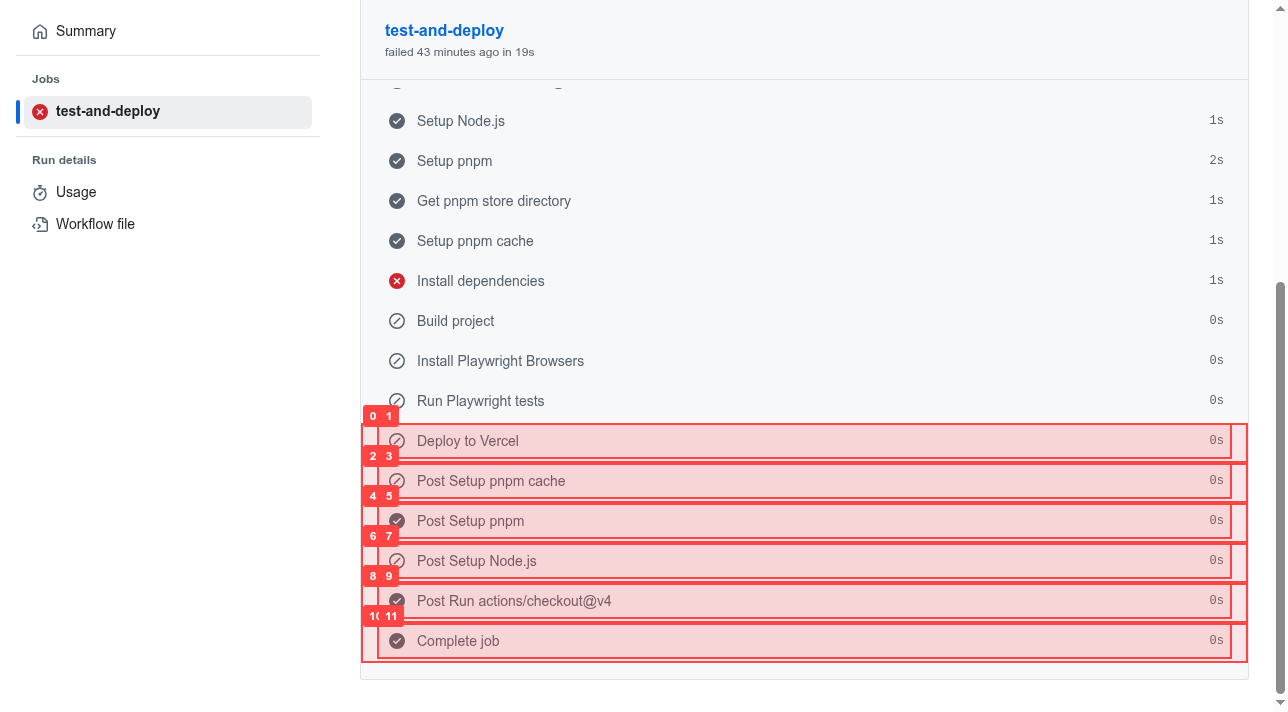 Summary
Jobs
test-and-deploy
Run details
Usage
Workflow file
test-and-deploy
failed 43 minutes ago in 19s
Setup Node.js 1s
Setup pnpm 2s
Get pnpm store directory 1s
Setup pnpm cache 1s
Install dependencies 1s
Build project 0s
Install Playwright Browsers 0s
Run Playwright tests 0s
0 1
Deploy to Vercel 0s
2 3
Post Setup pnpm cache 0s
4 5
Post Setup pnpm 0s
6 7
Post Setup Node.js 0s
8 9
Post Run actions/checkout@v4 0s
10 11
Complete job 0s